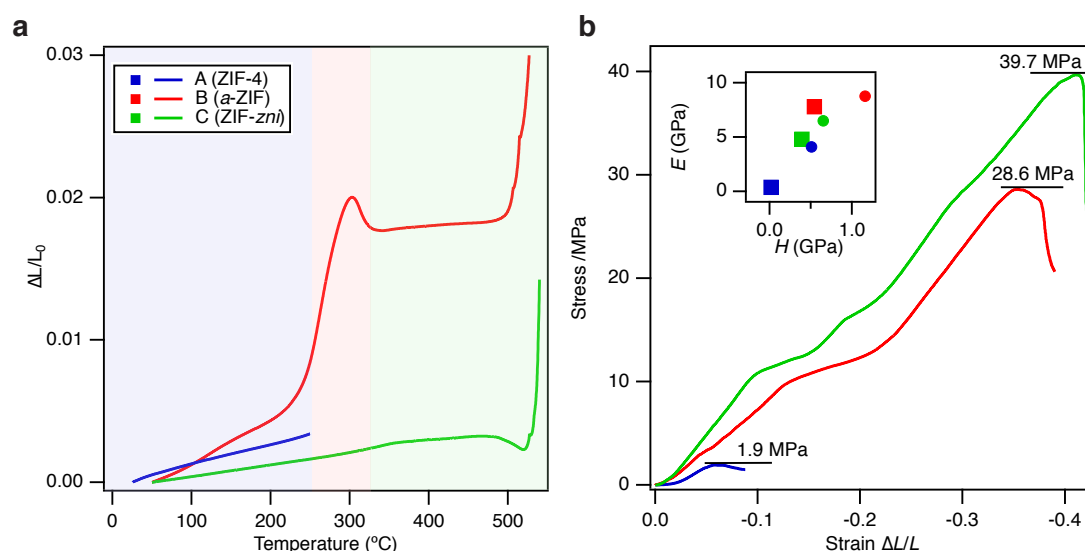 a
0.03
0.02
0.01
0.00
ΔL/L₀
A (ZIF-4)
B (a-ZIF)
C (ZIF-zni)
0 100 200 300 400 500
Temperature (ºC)
b
40
30
20
10
0
Stress /MPa
39.7 MPa
28.6 MPa
1.9 MPa
10
5
0
E (GPa)
0.0 1.0
H (GPa)
0.0 -0.1 -0.2 -0.3 -0.4
Strain ΔL/L